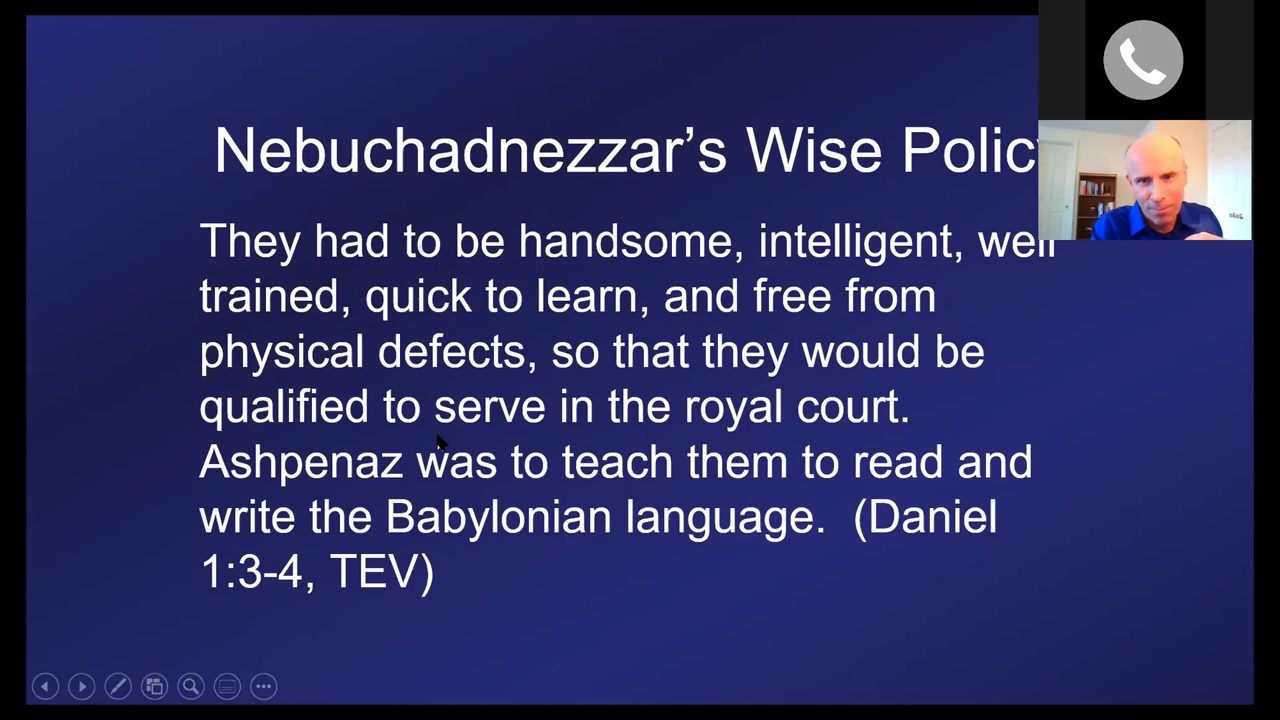 Nebuchadnezzar’s Wise Polic
They had to be handsome, intelligent, well
trained, quick to learn, and free from
physical defects, so that they would be
qualified to serve in the royal court.
Ashpenaz was to teach them to read and
write the Babylonian language.  (Daniel
1:3-4, TEV)